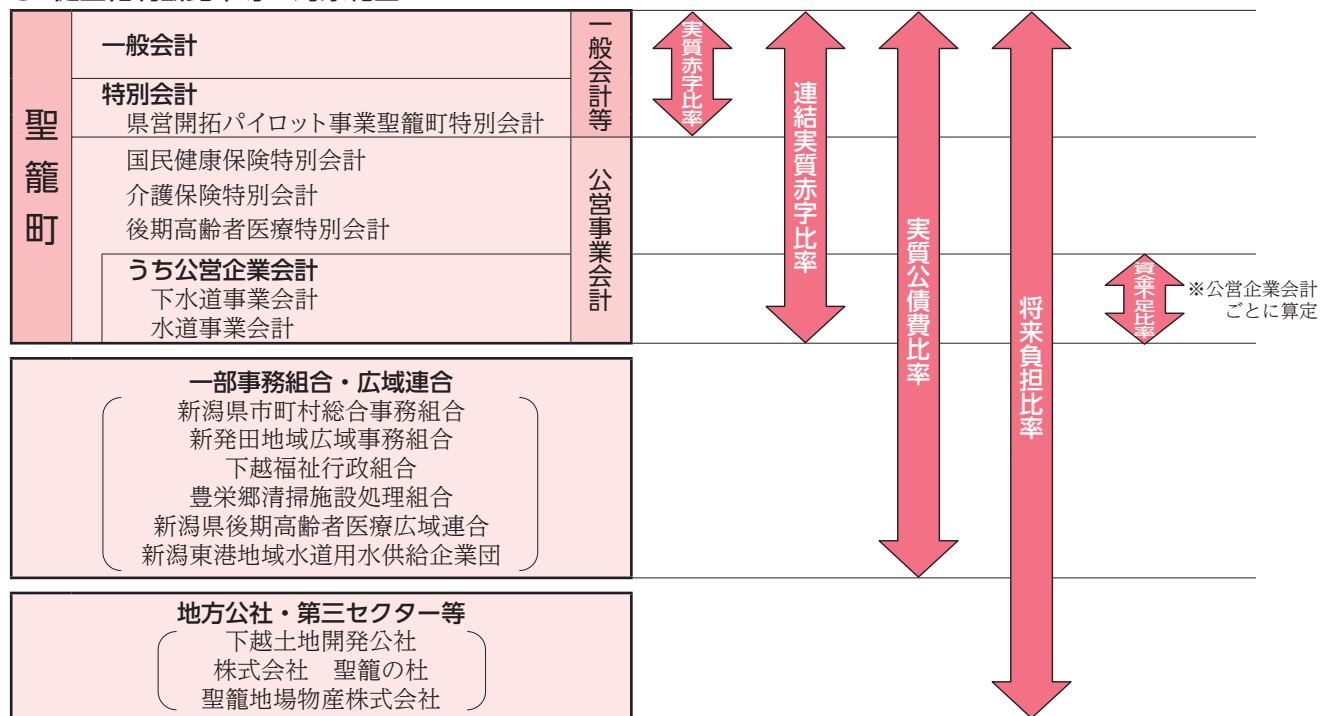 聖籠町
一般会計
特別会計
県営開拓パイロット事業聖籠町特別会計
一般会計等
国民健康保険特別会計
介護保険特別会計
後期高齢者医療特別会計
うち公営企業会計
下水道事業会計
水道事業会計
公営事業会計
実質赤字比率
連結実質赤字比率
実質公債費比率
将来負担比率
資金不足比率
※公営企業会計
ごとに算定
一部事務組合・広域連合
新潟県市町村総合事務組合
新発田地域広域事務組合
下越福祉行政組合
豊栄郷清掃施設処理組合
新潟県後期高齢者医療広域連合
新潟東港地域水道用水供給企業団
地方公社・第三セクター等
下越土地開発公社
株式会社　聖籠の杜
聖籠地場物産株式会社